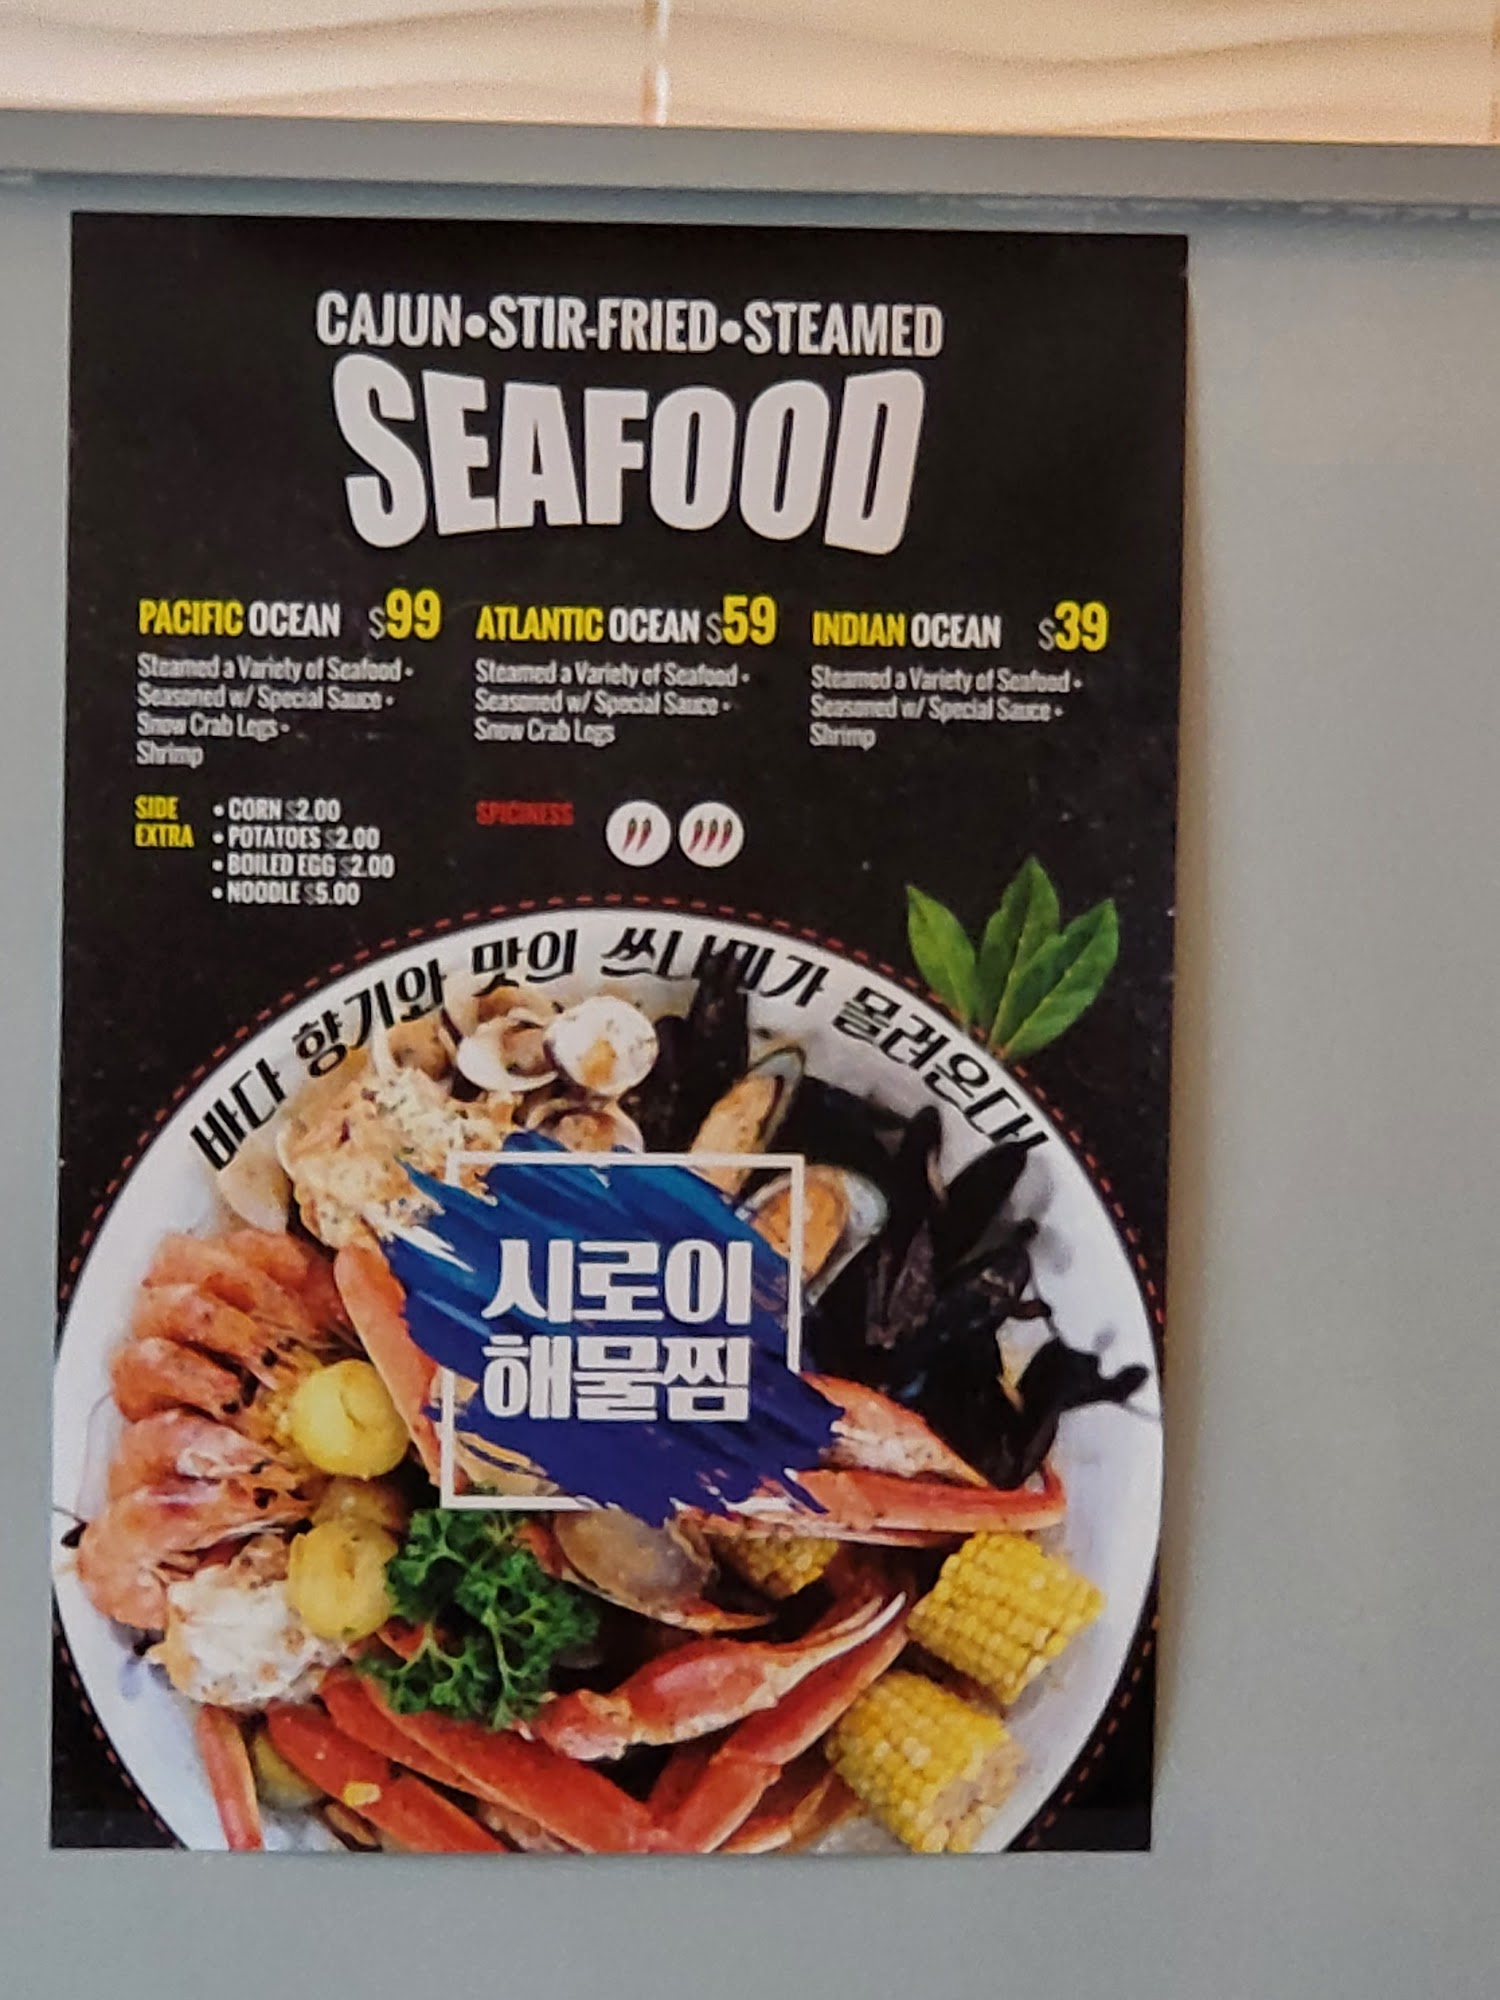 CAJUN•STIR-FRIED•STEAMED
SEAFOOD
PACIFIC OCEAN $99
Steamed a Variety of Seafood •
Seasoned w/ Special Sauce •
Snow Crab Legs •
Shrimp
ATLANTIC OCEAN $59
Steamed a Variety of Seafood •
Seasoned w/ Special Sauce •
Snow Crab Legs
INDIAN OCEAN $39
Steamed a Variety of Seafood •
Seasoned w/ Special Sauce •
Shrimp
SIDE
EXTRA
• CORN $2.00
• POTATOES $2.00
• BOILED EGG $2.00
• NOODLE $5.00
SPICINESS
바다 향기와 맛의 쓰나미가 몰려온다!
시로이
해물찜